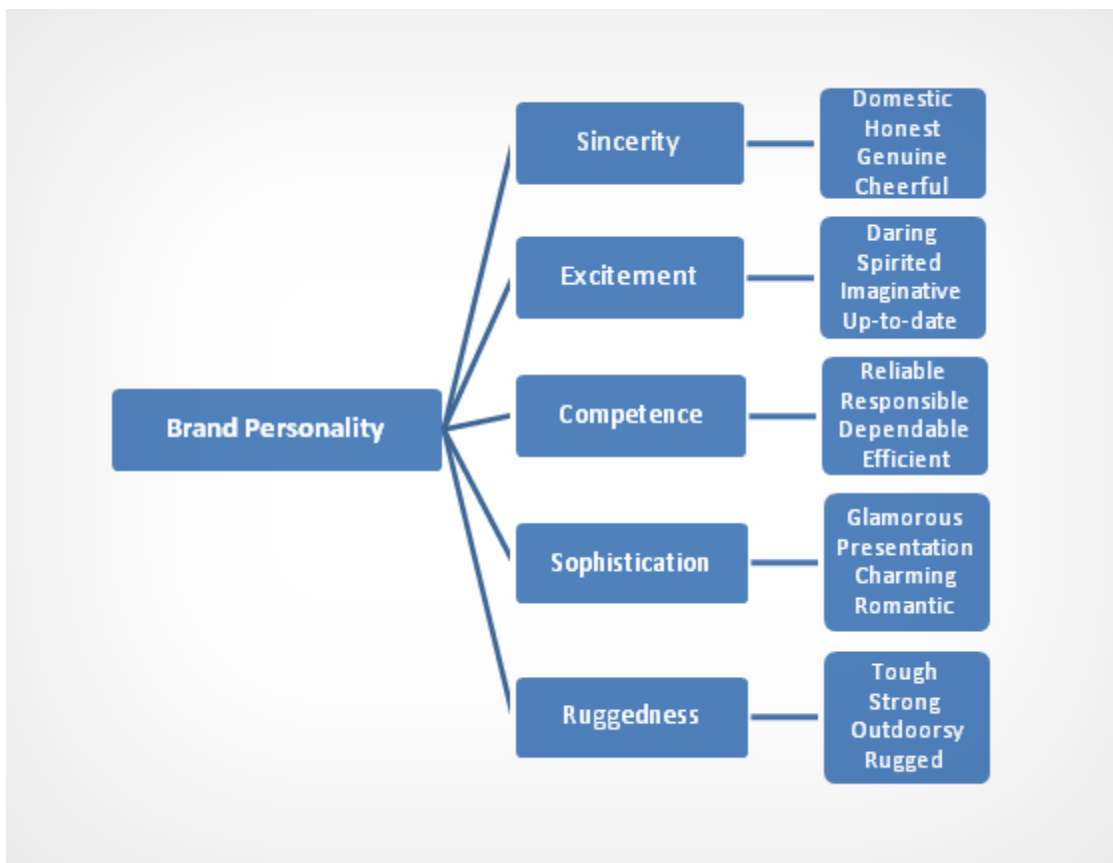 Brand Personality
Sincerity
Domestic
Honest
Genuine
Cheerful
Excitement
Daring
Spirited
Imaginative
Up-to-date
Competence
Reliable
Responsible
Dependable
Efficient
Sophistication
Glamorous
Presentation
Charming
Romantic
Ruggedness
Tough
Strong
Outdoorsy
Rugged